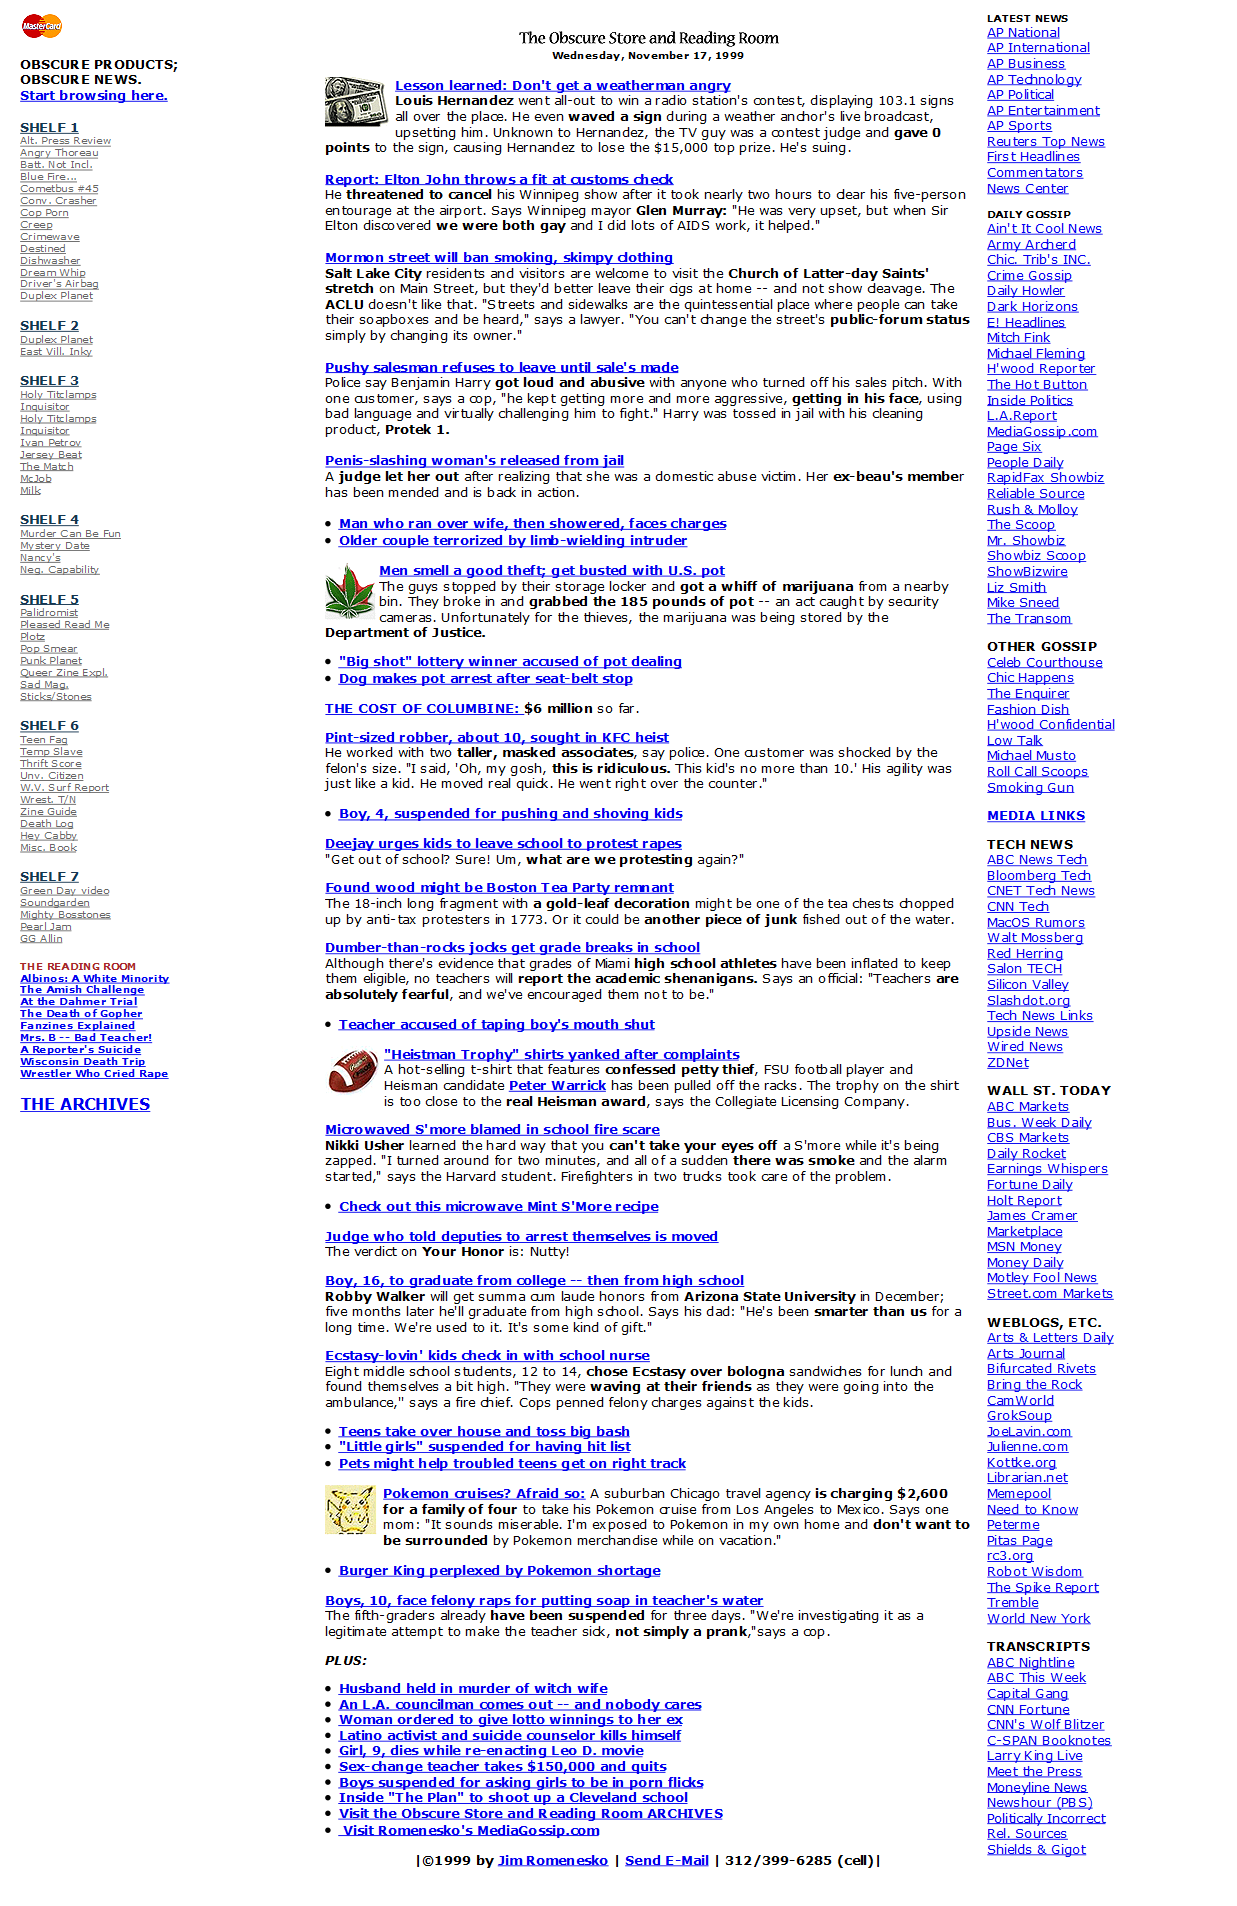 MasterCard
OBSCURE PRODUCTS;
OBSCURE NEWS.
Start browsing here.
SHELF 1
Alt. Press Review
Angry Thoreau
Batt. Not Incl.
Blue Fire...
Cometbus #45
Conv. Crasher
Cop Porn
Creep
Crimewave
Destined
Dishwasher
Dream Whip
Driver's Airbag
Duplex Planet
SHELF 2
Duplex Planet
East Vill. Inky
SHELF 3
Holy Titclamps
Inquisitor
Holy Titclamps
Inquisitor
Ivan Petrov
Jersey Beat
The Match
McJob
Milk
SHELF 4
Murder Can Be Fun
Mystery Date
Nancy's
Neg. Capability
SHELF 5
Palidromist
Pleased Read Me
Plotz
Pop Smear
Punk Planet
Queer Zine Expl.
Sad Mag.
Sticks/Stones
SHELF 6
Teen Fag
Temp Slave
Thrift Score
Unv. Citizen
W.V. Surf Report
Wrest. T/N
Zine Guide
Death Log
Hey Cabby
Misc. Book
SHELF 7
Green Day video
Soundgarden
Mighty Bosstones
Pearl Jam
GG Allin
THE READING ROOM
Albinos: A White Minority
The Amish Challenge
At the Dahmer Trial
The Death of Gopher
Fanzines Explained
Mrs. B -- Bad Teacher!
A Reporter's Suicide
Wisconsin Death Trip
Wrestler Who Cried Rape
THE ARCHIVES
The Obscure Store and Reading Room
Wednesday, November 17, 1999
Lesson learned: Don't get a weatherman angry
Louis Hernandez went all-out to win a radio station's contest, displaying 103.1 signs
all over the place. He even waved a sign during a weather anchor's live broadcast,
upsetting him. Unknown to Hernandez, the TV guy was a contest judge and gave 0
points to the sign, causing Hernandez to lose the $15,000 top prize. He's suing.
Report: Elton John throws a fit at customs check
He threatened to cancel his Winnipeg show after it took nearly two hours to clear his five-person
entourage at the airport. Says Winnipeg mayor Glen Murray: "He was very upset, but when Sir
Elton discovered we were both gay and I did lots of AIDS work, it helped."
Mormon street will ban smoking, skimpy clothing
Salt Lake City residents and visitors are welcome to visit the Church of Latter-day Saints'
stretch on Main Street, but they'd better leave their cigs at home -- and not show cleavage. The
ACLU doesn't like that. "Streets and sidewalks are the quintessential place where people can take
their soapboxes and be heard," says a lawyer. "You can't change the street's public-forum status
simply by changing its owner."
Pushy salesman refuses to leave until sale's made
Police say Benjamin Harry got loud and abusive with anyone who turned off his sales pitch. With
one customer, says a cop, "he kept getting more and more aggressive, getting in his face, using
bad language and virtually challenging him to fight." Harry was tossed in jail with his cleaning
product, Protek 1.
Penis-slashing woman's released from jail
A judge let her out after realizing that she was a domestic abuse victim. Her ex-beau's member
has been mended and is back in action.
• Man who ran over wife, then showered, faces charges
• Older couple terrorized by limb-wielding intruder
Men smell a good theft; get busted with U.S. pot
The guys stopped by their storage locker and got a whiff of marijuana from a nearby
bin. They broke in and grabbed the 185 pounds of pot -- an act caught by security
cameras. Unfortunately for the thieves, the marijuana was being stored by the
Department of Justice.
• "Big shot" lottery winner accused of pot dealing
• Dog makes pot arrest after seat-belt stop
THE COST OF COLUMBINE: $6 million so far.
Pint-sized robber, about 10, sought in KFC heist
He worked with two taller, masked associates, say police. One customer was shocked by the
felon's size. "I said, 'Oh, my gosh, this is ridiculous. This kid's no more than 10.' His agility was
just like a kid. He moved real quick. He went right over the counter."
• Boy, 4, suspended for pushing and shoving kids
Deejay urges kids to leave school to protest rapes
"Get out of school? Sure! Um, what are we protesting again?"
Found wood might be Boston Tea Party remnant
The 18-inch long fragment with a gold-leaf decoration might be one of the tea chests chopped
up by anti-tax protesters in 1773. Or it could be another piece of junk fished out of the water.
Dumber-than-rocks jocks get grade breaks in school
Although there's evidence that grades of Miami high school athletes have been inflated to keep
them eligible, no teachers will report the academic shenanigans. Says an official: "Teachers are
absolutely fearful, and we've encouraged them not to be."
• Teacher accused of taping boy's mouth shut
"Heistman Trophy" shirts yanked after complaints
A hot-selling t-shirt that features confessed petty thief, FSU football player and
Heisman candidate Peter Warrick has been pulled off the racks. The trophy on the shirt
is too close to the real Heisman award, says the Collegiate Licensing Company.
Microwaved S'more blamed in school fire scare
Nikki Usher learned the hard way that you can't take your eyes off a S'more while it's being
zapped. "I turned around for two minutes, and all of a sudden there was smoke and the alarm
started," says the Harvard student. Firefighters in two trucks took care of the problem.
• Check out this microwave Mint S'More recipe
Judge who told deputies to arrest themselves is moved
The verdict on Your Honor is: Nutty!
Boy, 16, to graduate from college -- then from high school
Robby Walker will get summa cum laude honors from Arizona State University in December;
five months later he'll graduate from high school. Says his dad: "He's been smarter than us for a
long time. We're used to it. It's some kind of gift."
Ecstasy-lovin' kids check in with school nurse
Eight middle school students, 12 to 14, chose Ecstasy over bologna sandwiches for lunch and
found themselves a bit high. "They were waving at their friends as they were going into the
ambulance," says a fire chief. Cops penned felony charges against the kids.
• Teens take over house and toss big bash
• "Little girls" suspended for having hit list
• Pets might help troubled teens get on right track
Pokemon cruises? Afraid so: A suburban Chicago travel agency is charging $2,600
for a family of four to take his Pokemon cruise from Los Angeles to Mexico. Says one
mom: "It sounds miserable. I'm exposed to Pokemon in my own home and don't want to
be surrounded by Pokemon merchandise while on vacation."
• Burger King perplexed by Pokemon shortage
Boys, 10, face felony raps for putting soap in teacher's water
The fifth-graders already have been suspended for three days. "We're investigating it as a
legitimate attempt to make the teacher sick, not simply a prank,"says a cop.
PLUS:
• Husband held in murder of witch wife
• An L.A. councilman comes out -- and nobody cares
• Woman ordered to give lotto winnings to her ex
• Latino activist and suicide counselor kills himself
• Girl, 9, dies while re-enacting Leo D. movie
• Sex-change teacher takes $150,000 and quits
• Boys suspended for asking girls to be in porn flicks
• Inside "The Plan" to shoot up a Cleveland school
• Visit the Obscure Store and Reading Room ARCHIVES
• Visit Romenesko's MediaGossip.com
|©1999 by Jim Romenesko | Send E-Mail | 312/399-6285 (cell)|
LATEST NEWS
AP National
AP International
AP Business
AP Technology
AP Political
AP Entertainment
AP Sports
Reuters Top News
First Headlines
Commentators
News Center
DAILY GOSSIP
Ain't It Cool News
Army Archerd
Chic. Trib's INC.
Crime Gossip
Daily Howler
Dark Horizons
E! Headlines
Mitch Fink
Michael Fleming
H'wood Reporter
The Hot Button
Inside Politics
L.A.Report
MediaGossip.com
Page Six
People Daily
RapidFax Showbiz
Reliable Source
Rush & Molloy
The Scoop
Mr. Showbiz
Showbiz Scoop
ShowBizwire
Liz Smith
Mike Sneed
The Transom
OTHER GOSSIP
Celeb Courthouse
Chic Happens
The Enquirer
Fashion Dish
H'wood Confidential
Low Talk
Michael Musto
Roll Call Scoops
Smoking Gun
MEDIA LINKS
TECH NEWS
ABC News Tech
Bloomberg Tech
CNET Tech News
CNN Tech
MacOS Rumors
Walt Mossberg
Red Herring
Salon TECH
Silicon Valley
Slashdot.org
Tech News Links
Upside News
Wired News
ZDNet
WALL ST. TODAY
ABC Markets
Bus. Week Daily
CBS Markets
Daily Rocket
Earnings Whispers
Fortune Daily
Holt Report
James Cramer
Marketplace
MSN Money
Money Daily
Motley Fool News
Street.com Markets
WEBLOGS, ETC.
Arts & Letters Daily
Arts Journal
Bifurcated Rivets
Bring the Rock
CamWorld
GrokSoup
JoeLavin.com
Julienne.com
Kottke.org
Librarian.net
Memepool
Need to Know
Peterme
Pitas Page
rc3.org
Robot Wisdom
The Spike Report
Tremble
World New York
TRANSCRIPTS
ABC Nightline
ABC This Week
Capital Gang
CNN Fortune
CNN's Wolf Blitzer
C-SPAN Booknotes
Larry King Live
Meet the Press
Moneyline News
Newshour (PBS)
Politically Incorrect
Rel. Sources
Shields & Gigot